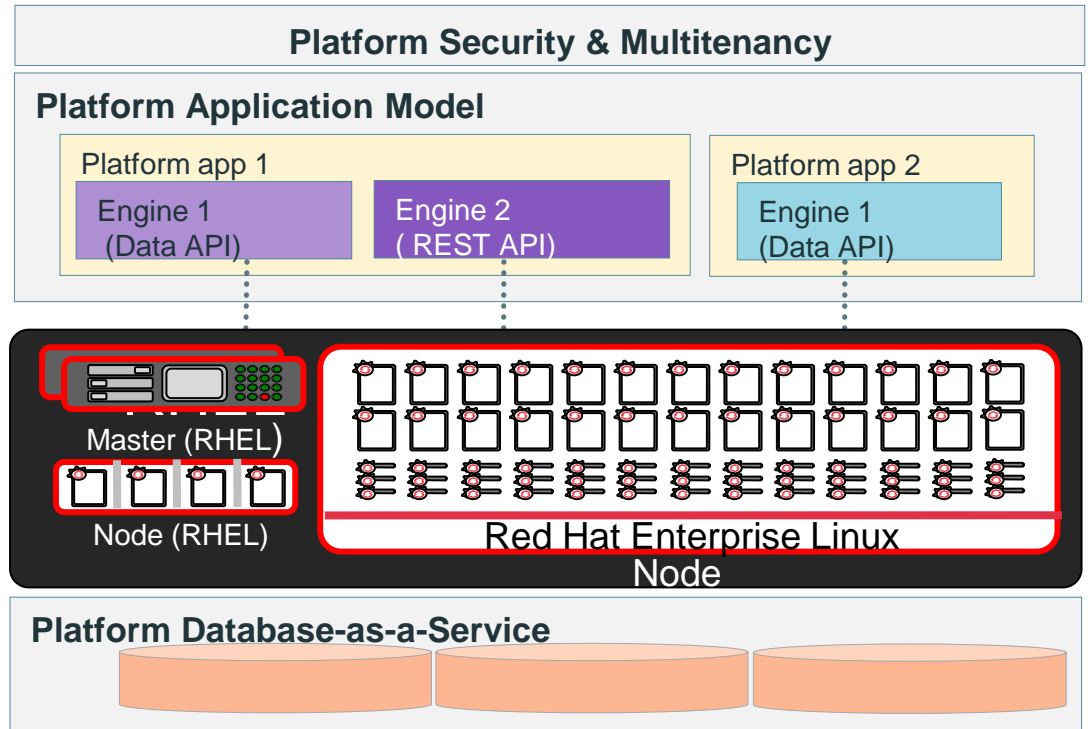 Platform Security & Multitenancy
Platform Application Model
Platform app 1
Engine 1
(Data API)
Engine 2
( REST API)
Platform app 2
Engine 1
(Data API)
RHEL
Master (RHEL)
Node (RHEL)
Red Hat Enterprise Linux
Node
Platform Database-as-a-Service